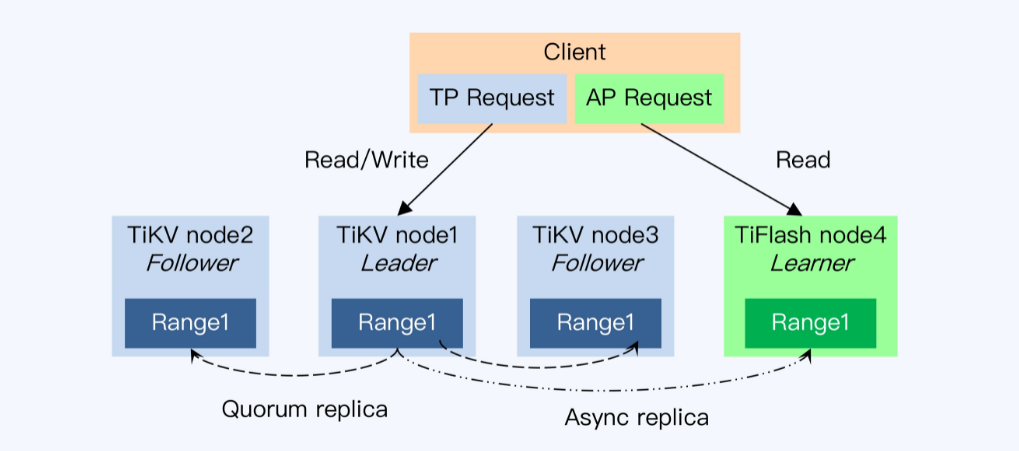 Client
TP Request
AP Request
Read/Write
Read
TiKV node2
Follower
Range1
TiKV node1
Leader
Range1
TiKV node3
Follower
Range1
TiFlash node4
Learner
Range1
Quorum replica
Async replica